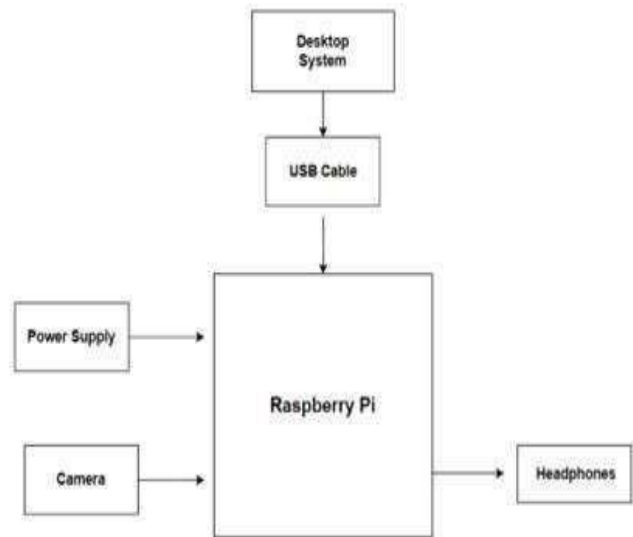 Desktop
System
USB Cable
Power Supply
Raspberry Pi
Camera
Headphones